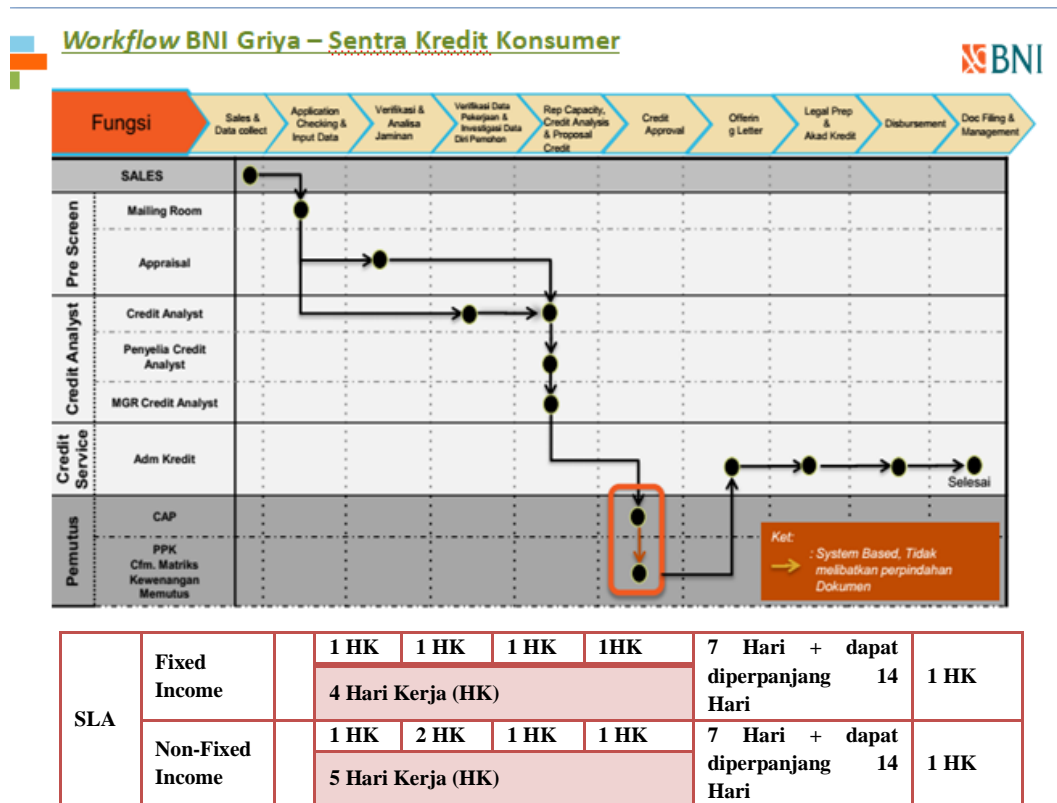 Workflow BNI Griya – Sentra Kredit Konsumer
BNI
Fungsi
Sales &
Data collect
Application
Checking &
Input Data
Verifikasi &
Analisa
Jaminan
Verifikasi Data
Pekerjaan &
Investigasi Data
Diri Pemohon
Rep Capacity,
Credit Analysis
& Proposal
Credit
Credit
Approval
Offerin
g Letter
Legal Prep
&
Akad Kredit
Disbursement
Doc Filing &
Management
SALES
Pre Screen
Mailing Room
Appraisal
Credit Analyst
Credit Analyst
Penyelia Credit
Analyst
MGR Credit Analyst
Credit
Service
Adm Kredit
Selesai
Pemutus
CAP
PPK
Cfm. Matriks
Kewenangan
Memutus
Ket:
: System Based, Tidak
melibatkan perpindahan
Dokumen
SLA
Fixed
Income
1 HK
1 HK
1 HK
1HK
4 Hari Kerja (HK)
7 Hari + dapat
diperpanjang 14
Hari
1 HK
Non-Fixed
Income
1 HK
2 HK
1 HK
1 HK
5 Hari Kerja (HK)
7 Hari + dapat
diperpanjang 14
Hari
1 HK